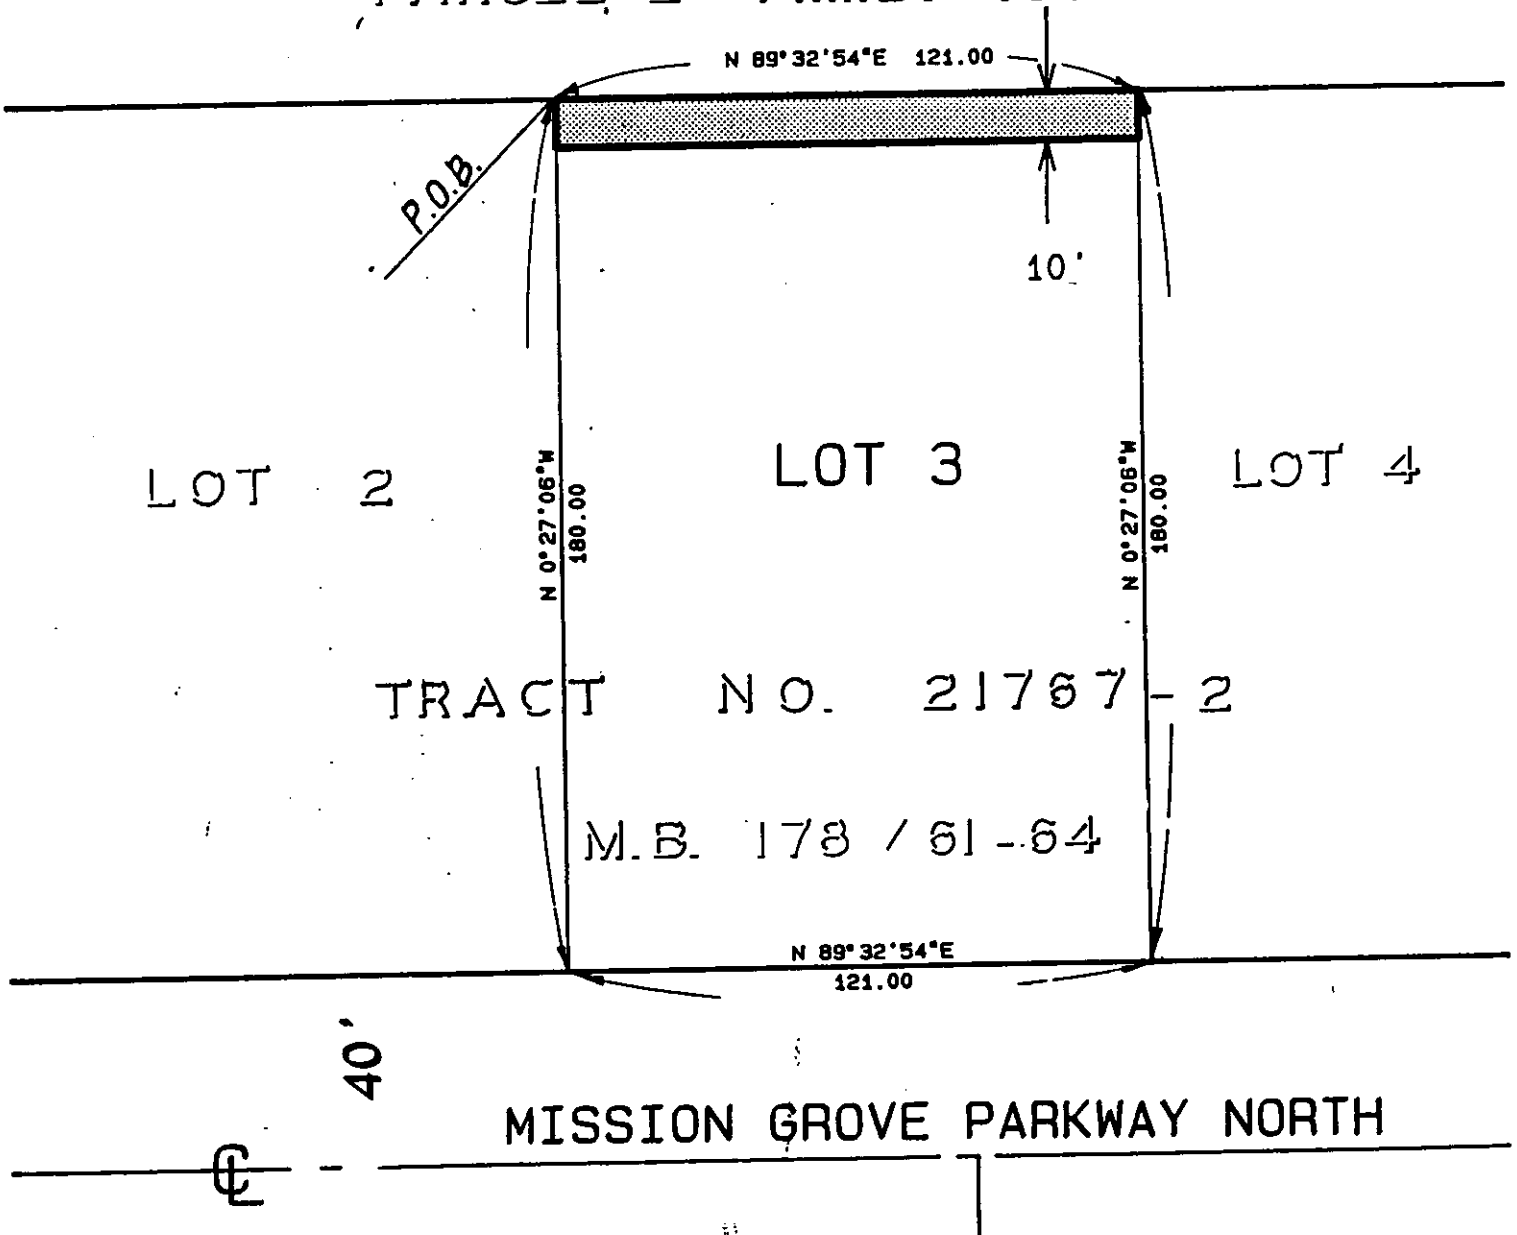 N 89°32'54"E 121.00
P.O.B.
10'
LOT 2
N 0°27'06"W
180.00
LOT 3
N 0°27'06"W
180.00
LOT 4
TRACT NO. 21767-2
M.B. 178 / 61-64
N 89°32'54"E
121.00
40'
MISSION GROVE PARKWAY NORTH
℄